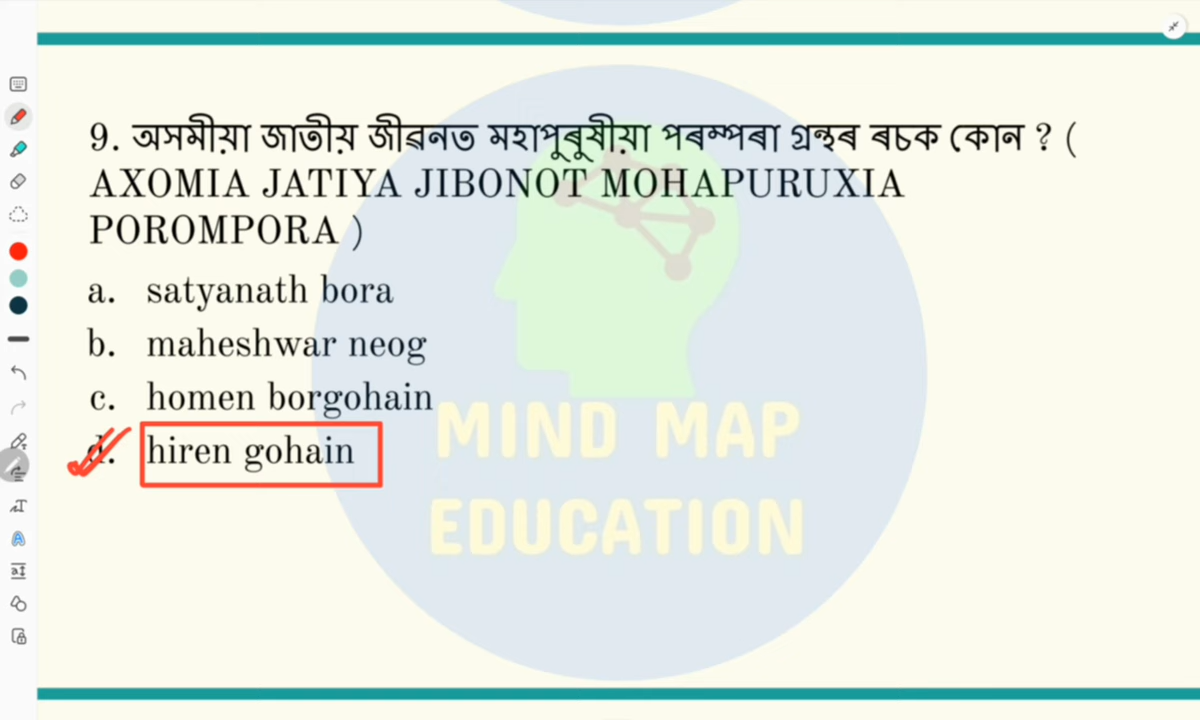 9. অসমীয়া জাতীয় জীৱনত মহাপুৰুষীয়া পৰম্পৰা গ্ৰন্থৰ ৰচক কোন ? (
AXOMIA JATIYA JIBONOT MOHAPURUXIA
POROMPORA )
a. satyanath bora
b. maheshwar neog
c. homen borgohain
d. hiren gohain
MIND MAP
EDUCATION